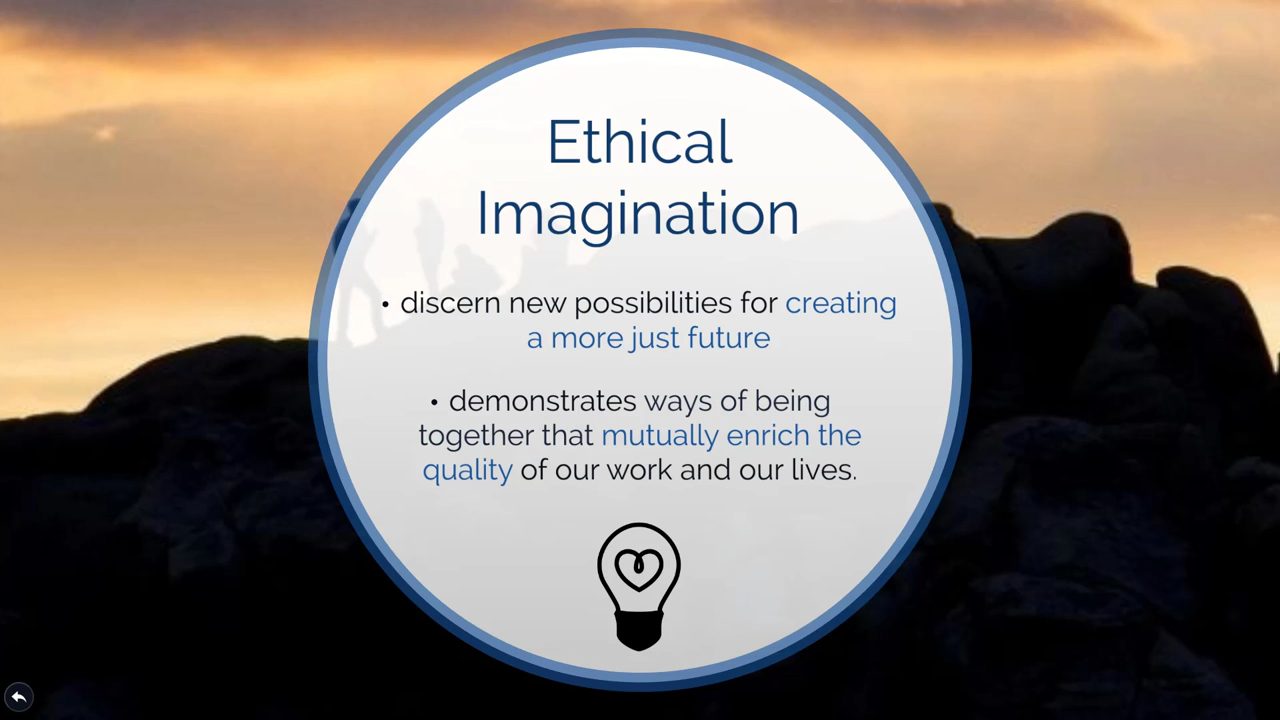 Ethical
Imagination
• discern new possibilities for creating
a more just future
• demonstrates ways of being
together that mutually enrich the
quality of our work and our lives.